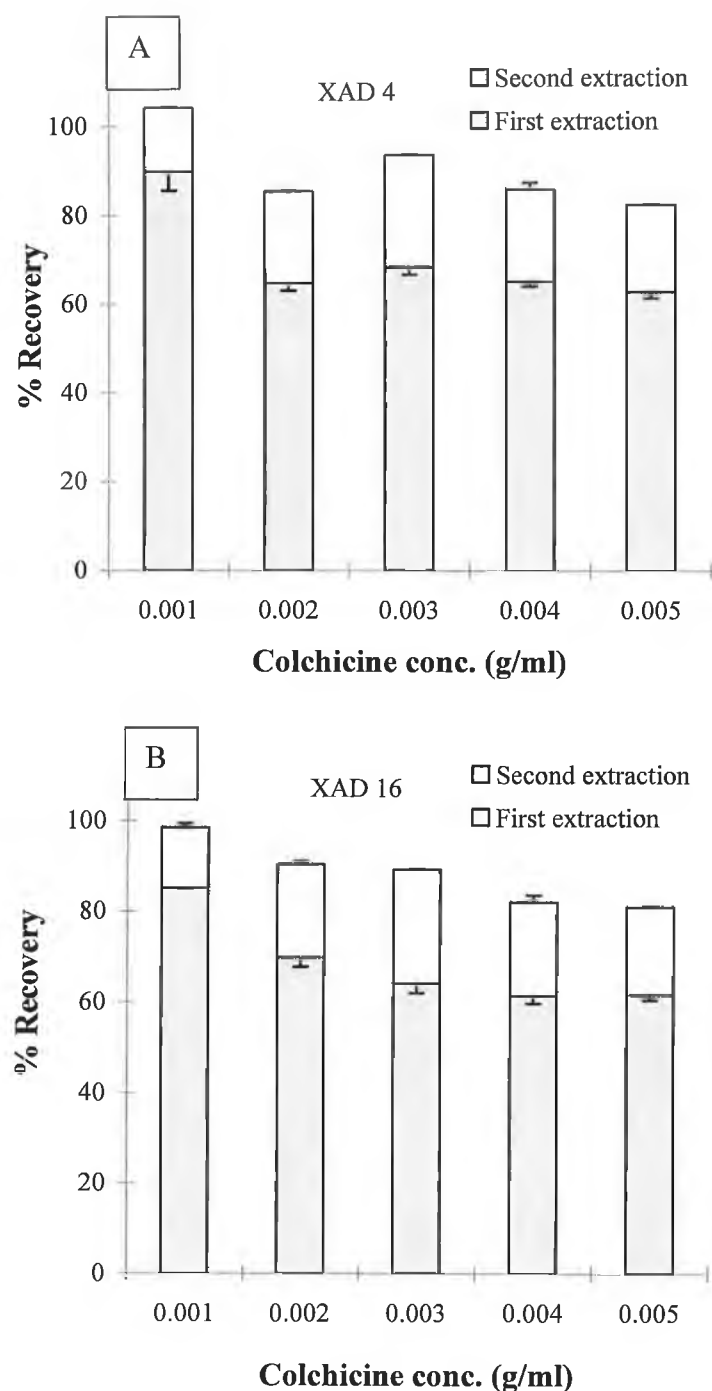 A
XAD 4
Second extraction
First extraction
100
80
60
40
20
0
% Recovery
0.001 0.002 0.003 0.004 0.005
Colchicine conc. (g/ml)
B
XAD 16
Second extraction
First extraction
100
80
60
40
20
0
% Recovery
0.001 0.002 0.003 0.004 0.005
Colchicine conc. (g/ml)